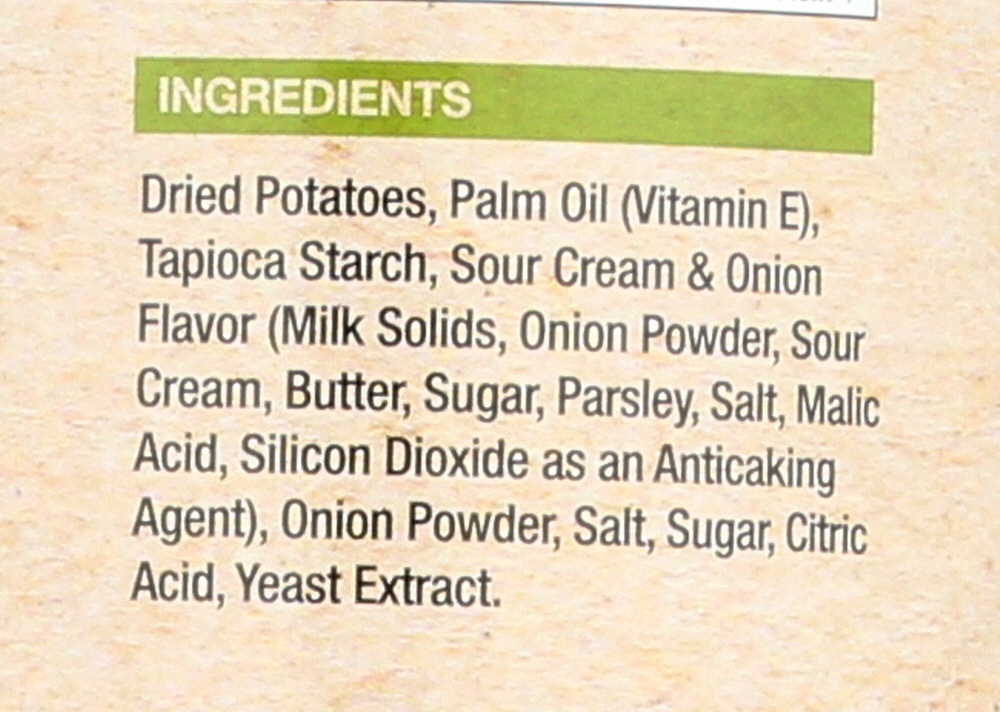 INGREDIENTS
Dried Potatoes, Palm Oil (Vitamin E),
Tapioca Starch, Sour Cream & Onion
Flavor (Milk Solids, Onion Powder, Sour
Cream, Butter, Sugar, Parsley, Salt, Malic
Acid, Silicon Dioxide as an Anticaking
Agent), Onion Powder, Salt, Sugar, Citric
Acid, Yeast Extract.